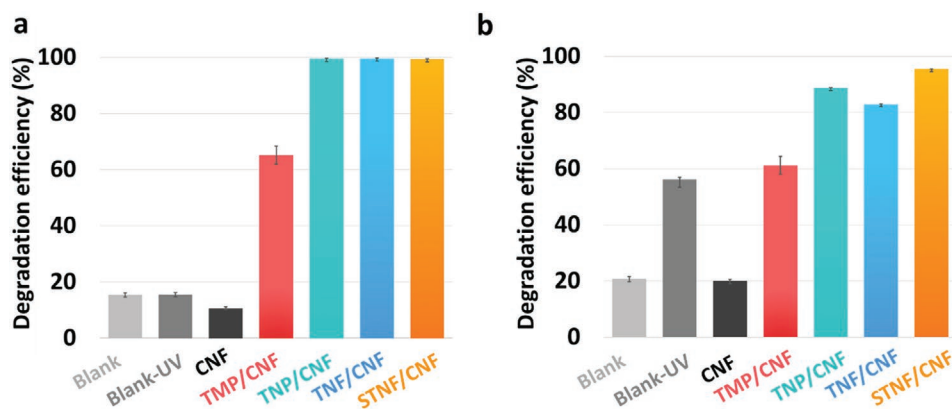 a
Degradation efficiency (%)
100
80
60
40
20
0
Blank
Blank-UV
CNF
TMP/CNF
TNP/CNF
TNF/CNF
STNF/CNF
b
Degradation efficiency (%)
100
80
60
40
20
0
Blank
Blank-UV
CNF
TMP/CNF
TNP/CNF
TNF/CNF
STNF/CNF